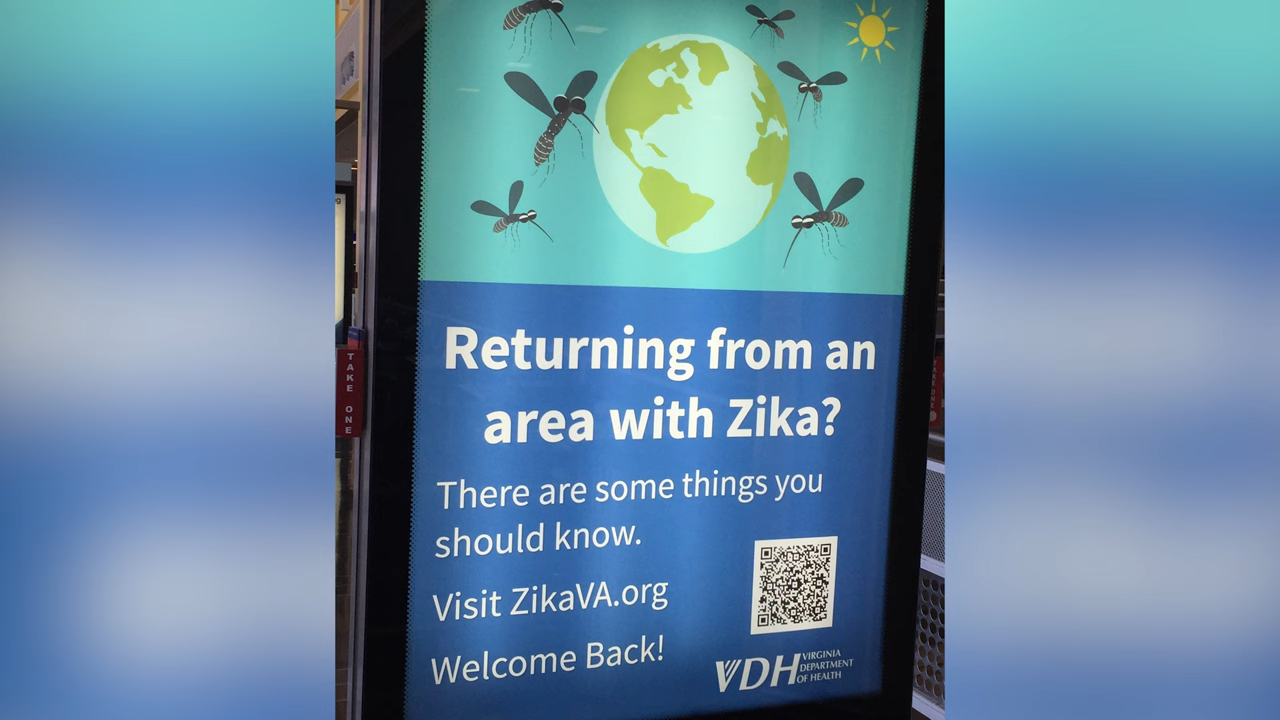 Returning from an
area with Zika?
There are some things you
should know.
Visit ZikaVA.org
Welcome Back!
VDH VIRGINIA
DEPARTMENT
OF HEALTH
TAKE ONE